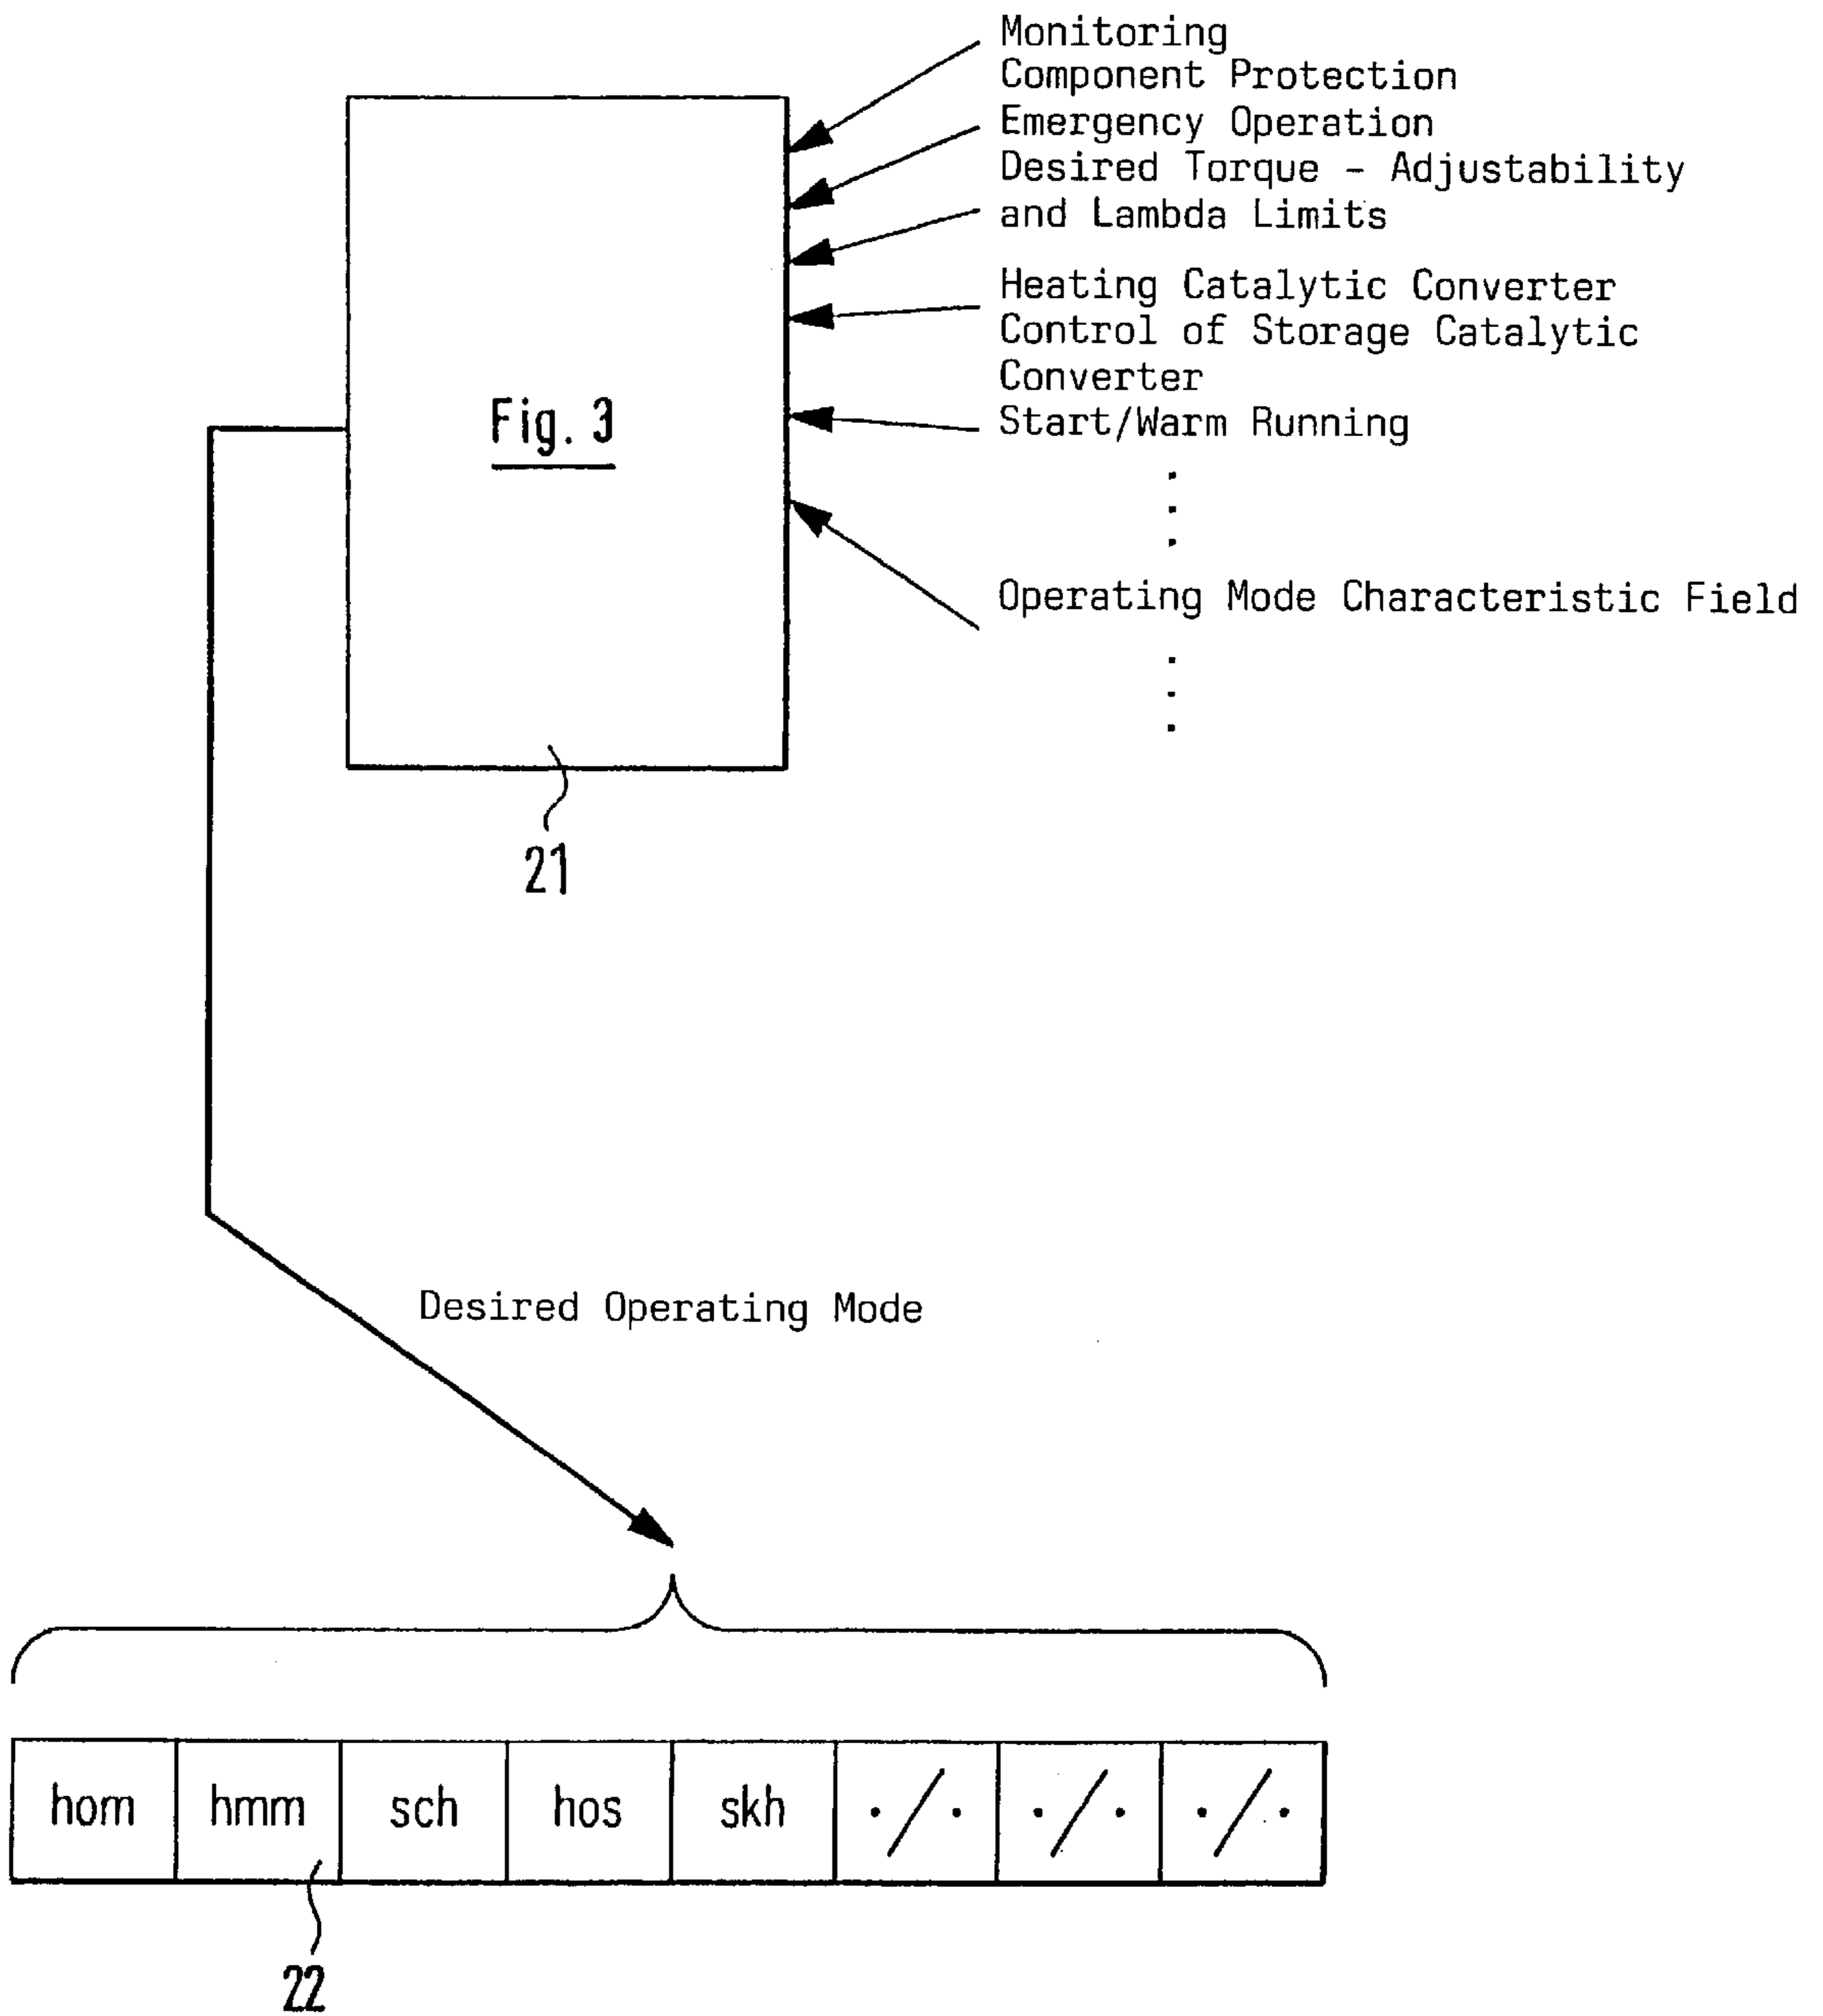 Monitoring
Component Protection
Emergency Operation
Desired Torque - Adjustability
and Lambda Limits
Heating Catalytic Converter
Control of Storage Catalytic
Converter
Start/Warm Running
Operating Mode Characteristic Field
Fig. 3
21
Desired Operating Mode
hom hmm sch hos skh ./. ./. ./.
22